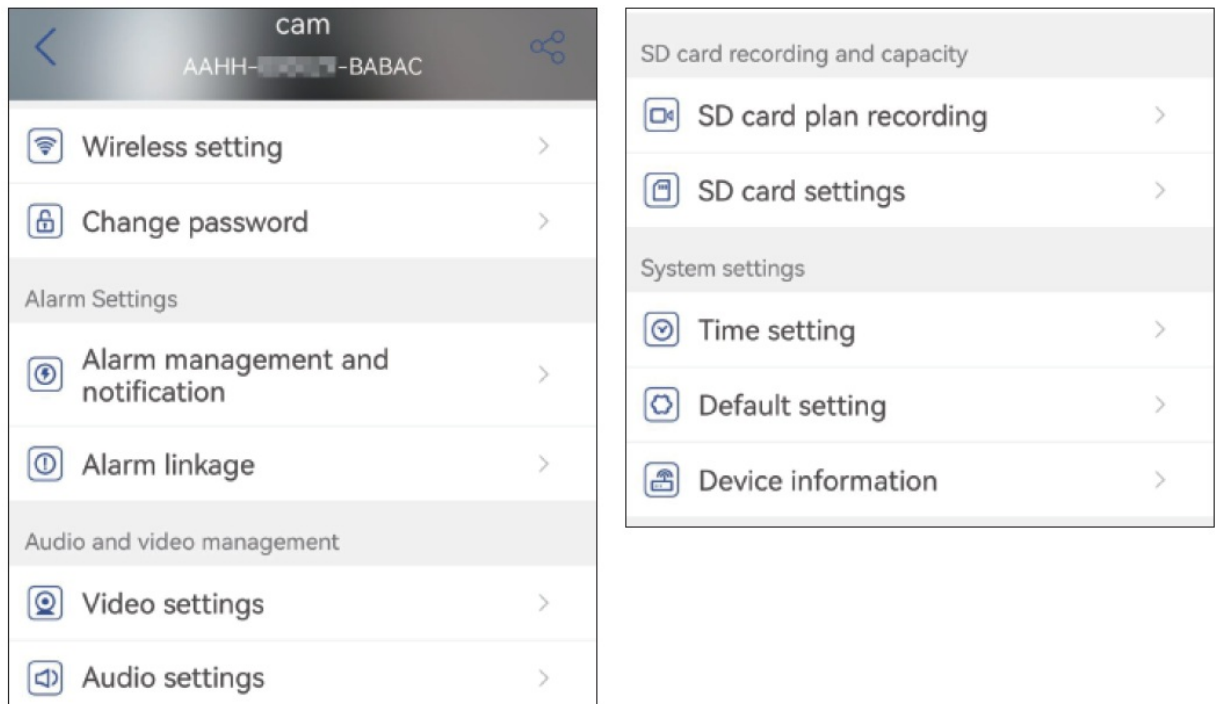 cam
AAHH- -BABAC
Wireless setting
Change password
Alarm Settings
Alarm management and
notification
Alarm linkage
Audio and video management
Video settings
Audio settings
SD card recording and capacity
SD card plan recording
SD card settings
System settings
Time setting
Default setting
Device information